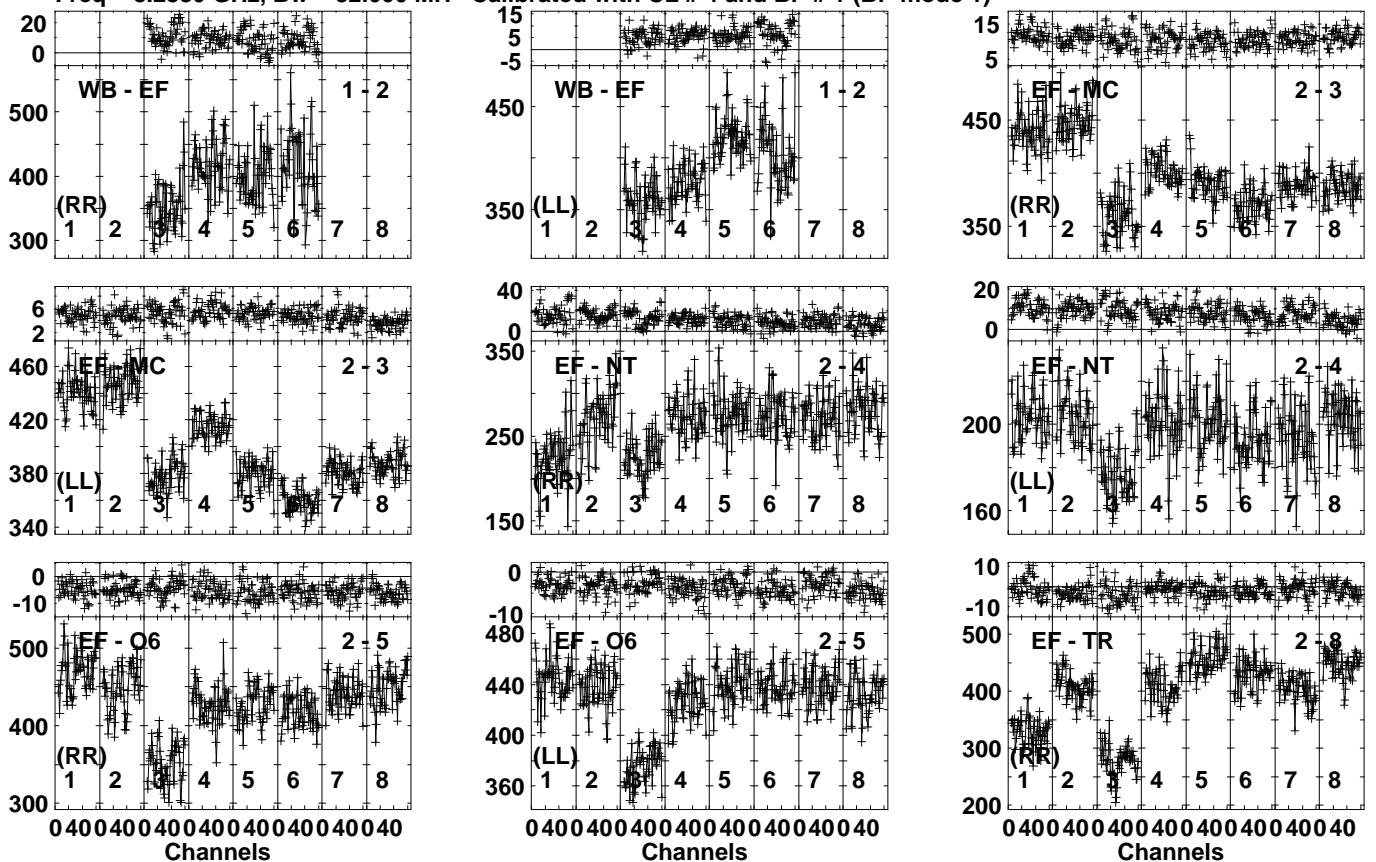 20 0
WB - EF 1 - 2
500 400 300
(RR)
1 2 3 4 5 6 7 8
15 5 -5
WB - EF 1 - 2
450 350
(LL)
1 2 3 4 5 6 7 8
15 5
EF - MC 2 - 3
450 350
(RR)
1 2 3 4 5 6 7 8
6 2
EF - MC 2 - 3
460 420 380 340
(LL)
1 2 3 4 5 6 7 8
40 0
EF - NT 2 - 4
350 250 150
(RR)
1 2 3 4 5 6 7 8
20 0
EF - NT 2 - 4
200 160
(LL)
1 2 3 4 5 6 7 8
0 -10
EF - O6 2 - 5
500 400 300
(RR)
1 2 3 4 5 6 7 8
0 40 0 40 0 40 0 40 0 40 0 40 0 40 0 40
Channels
0 -10
EF - O6 2 - 5
480 440 400 360
(LL)
1 2 3 4 5 6 7 8
0 40 0 40 0 40 0 40 0 40 0 40 0 40 0 40
Channels
10 -10
EF - TR 2 - 8
500 400 300 200
(RR)
1 2 3 4 5 6 7 8
0 40 0 40 0 40 0 40 0 40 0 40 0 40 0 40
Channels